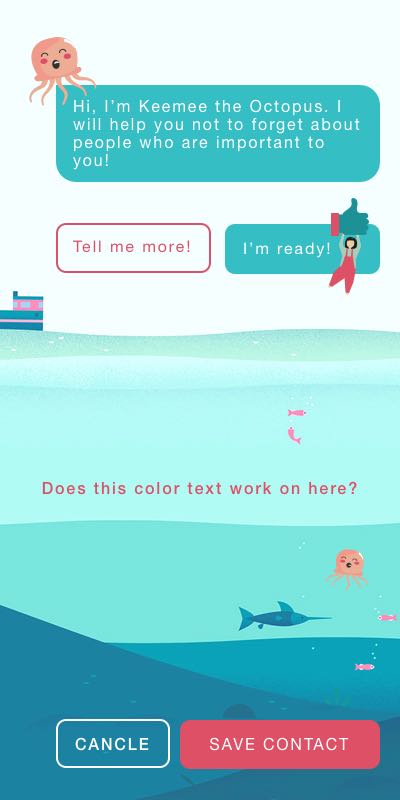 Hi, I'm Keemee the Octopus. I
will help you not to forget about
people who are important to
you!
Tell me more!
I'm ready!
Does this color text work on here?
CANCLE
SAVE CONTACT